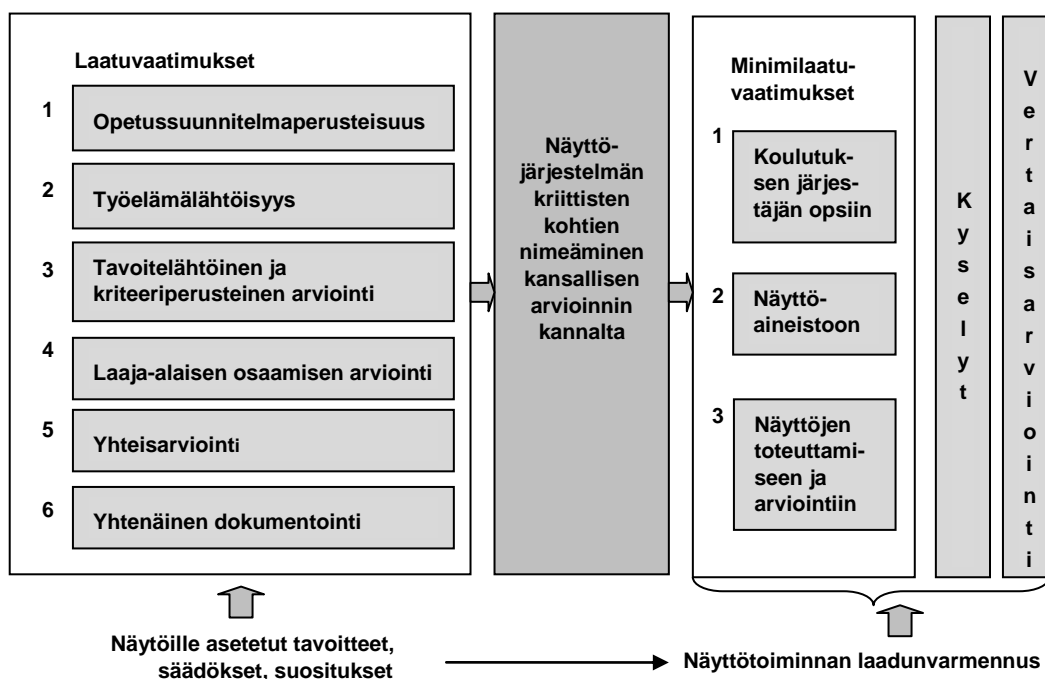 Laatuvaatimukset
1
Opetussuunnitelmaperusteisuus
2
Työelämälähtöisyys
3
Tavoitelähtöinen ja
kriteeriperusteinen arviointi
4
Laaja-alaisen osaamisen arviointi
5
Yhteisarviointi
6
Yhtenäinen dokumentointi
Näyttö-
järjestelmän
kriittisten
kohtien
nimeäminen
kansallisen
arvioinnin
kannalta
Minimilaatu-
vaatimukset
1
Koulutuk-
sen järjes-
täjän opsiin
2
Näyttö-
aineistoon
3
Näyttöjen
toteuttami-
seen ja
arviointiin
Kyselyt
Vertaisarviointi
Näytöille asetetut tavoitteet,
säädökset, suositukset
Näyttötoiminnan laadunvarmennus